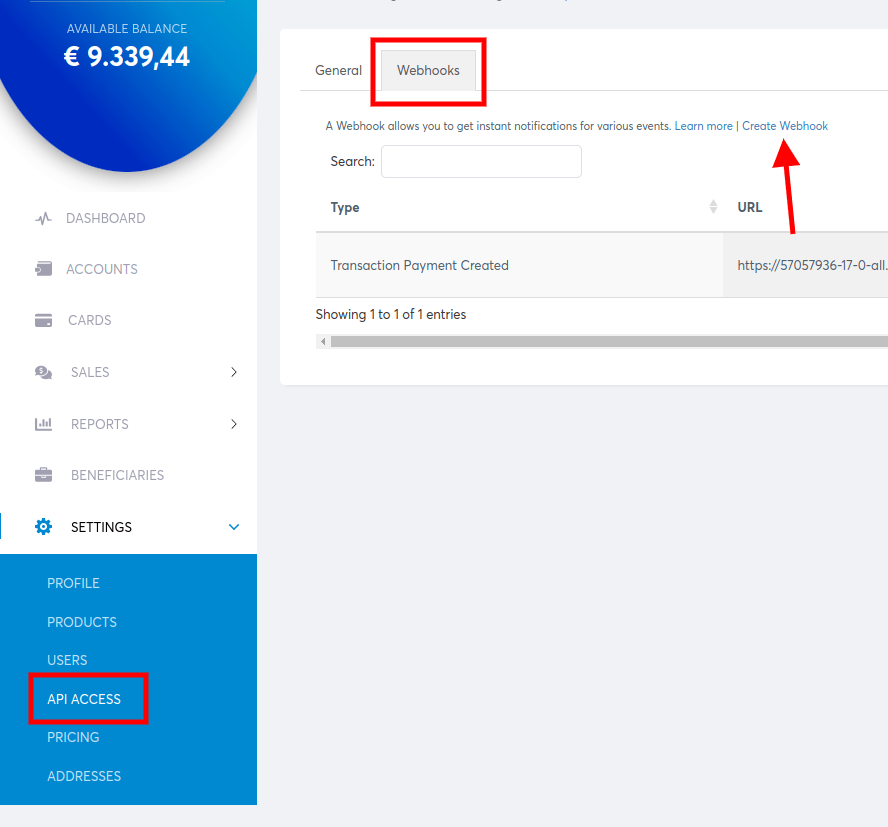 AVAILABLE BALANCE
€ 9.339,44
DASHBOARD
ACCOUNTS
CARDS
SALES
REPORTS
BENEFICIARIES
SETTINGS
PROFILE
PRODUCTS
USERS
API ACCESS
PRICING
ADDRESSES
General Webhooks
A Webhook allows you to get instant notifications for various events. Learn more | Create Webhook
Search:
Type URL
Transaction Payment Created https://57057936-17-0-all.
Showing 1 to 1 of 1 entries